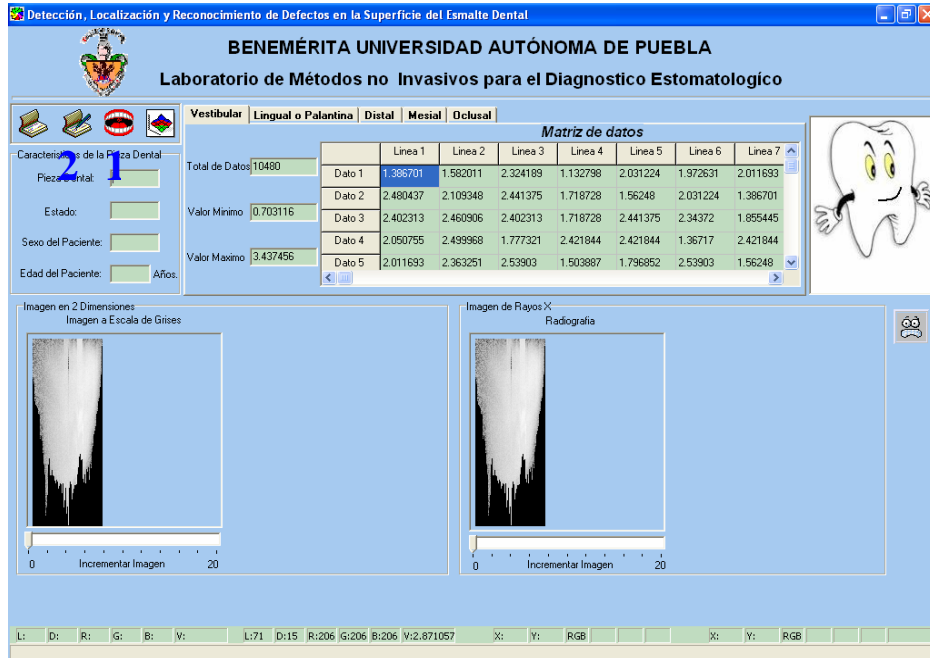 Detección, Localización y Reconocimiento de Defectos en la Superficie del Esmalte Dental
BENEMÉRITA UNIVERSIDAD AUTÓNOMA DE PUEBLA
Laboratorio de Métodos no Invasivos para el Diagnostico Estomatologíco
Vestibular Lingual o Palantina Distal Mesial Oclusal
Matriz de datos
Linea 1 Linea 2 Linea 3 Linea 4 Linea 5 Linea 6 Linea 7
Dato 1 1.386701 1.582011 2.324189 1.132798 2.031224 1.972631 2.011693
Dato 2 2.480437 2.109348 2.441375 1.718728 1.56248 2.031224 1.386701
Dato 3 2.402313 2.460906 2.402313 1.718728 2.441375 2.34372 1.855445
Dato 4 2.050755 2.499968 1.777321 2.421844 2.421844 1.36717 2.421844
Dato 5 2.011693 2.363251 2.53903 1.503887 1.796852 2.53903 1.56248
Total de Datos 10480
Valor Minimo 0.703116
Valor Maximo 3.437456
Caracteristicas de la Pieza Dental
2 1
Pieza Dental:
Estado:
Sexo del Paciente:
Edad del Paciente: Años.
Imagen en 2 Dimensiones
Imagen a Escala de Grises
0 Incrementar Imagen 20
Imagen de Rayos X
Radiografia
0 Incrementar Imagen 20
L: D: R: G: B: V: L:71 D:15 R:206 G:206 B:206 V:2.871057 X: Y: RGB X: Y: RGB